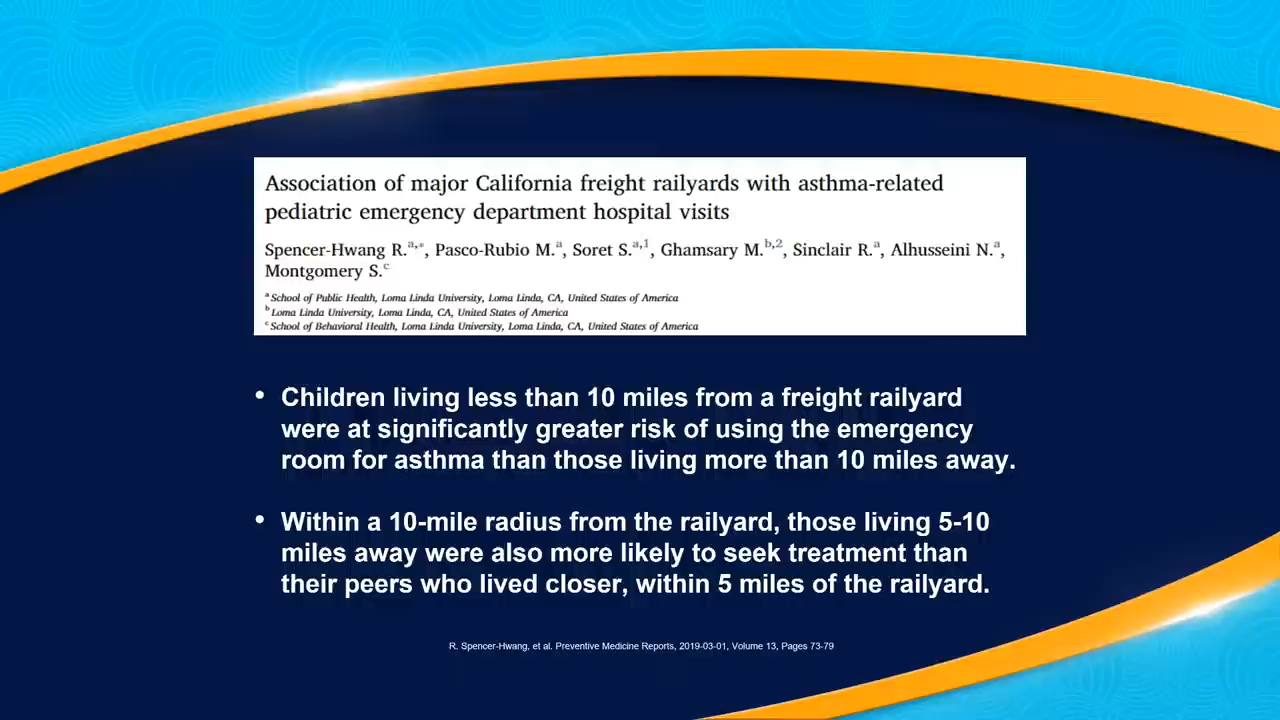 Association of major California freight railyards with asthma-related
pediatric emergency department hospital visits
Spencer-Hwang R.a,*, Pasco-Rubio M.a, Soret S.a,1, Ghamsary M.b,2, Sinclair R.a, Alhusseini N.a,
Montgomery S.c
a School of Public Health, Loma Linda University, Loma Linda, CA, United States of America
b Loma Linda University, Loma Linda, CA, United States of America
c School of Behavioral Health, Loma Linda University, Loma Linda, CA, United States of America
• Children living less than 10 miles from a freight railyard
were at significantly greater risk of using the emergency
room for asthma than those living more than 10 miles away.
• Within a 10-mile radius from the railyard, those living 5-10
miles away were also more likely to seek treatment than
their peers who lived closer, within 5 miles of the railyard.
R. Spencer-Hwang, et al. Preventive Medicine Reports, 2019-03-01, Volume 13, Pages 73-79